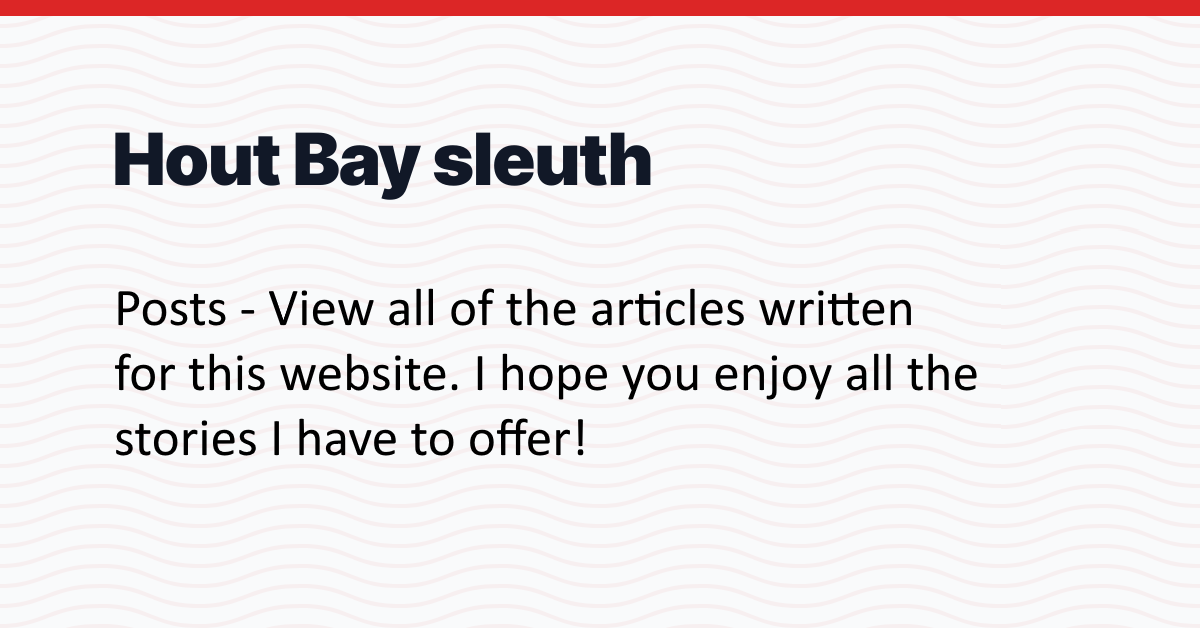 Hout Bay sleuth
Posts - View all of the articles written
for this website. I hope you enjoy all the
stories I have to offer!